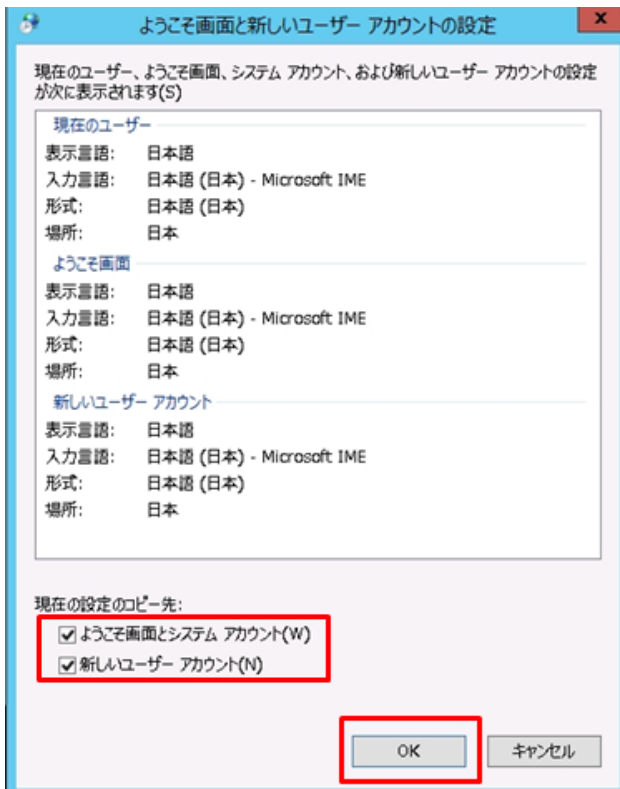 ようこそ画面と新しいユーザー アカウントの設定
x
現在のユーザー、ようこそ画面、システム アカウント、および新しいユーザー アカウントの設定
が次に表示されます(S)
現在のユーザー
表示言語: 日本語
入力言語: 日本語 (日本) - Microsoft IME
形式: 日本語 (日本)
場所: 日本
ようこそ画面
表示言語: 日本語
入力言語: 日本語 (日本) - Microsoft IME
形式: 日本語 (日本)
場所: 日本
新しいユーザー アカウント
表示言語: 日本語
入力言語: 日本語 (日本) - Microsoft IME
形式: 日本語 (日本)
場所: 日本
現在の設定のコピー先:
ようこそ画面とシステム アカウント(W)
新しいユーザー アカウント(N)
OK キャンセル